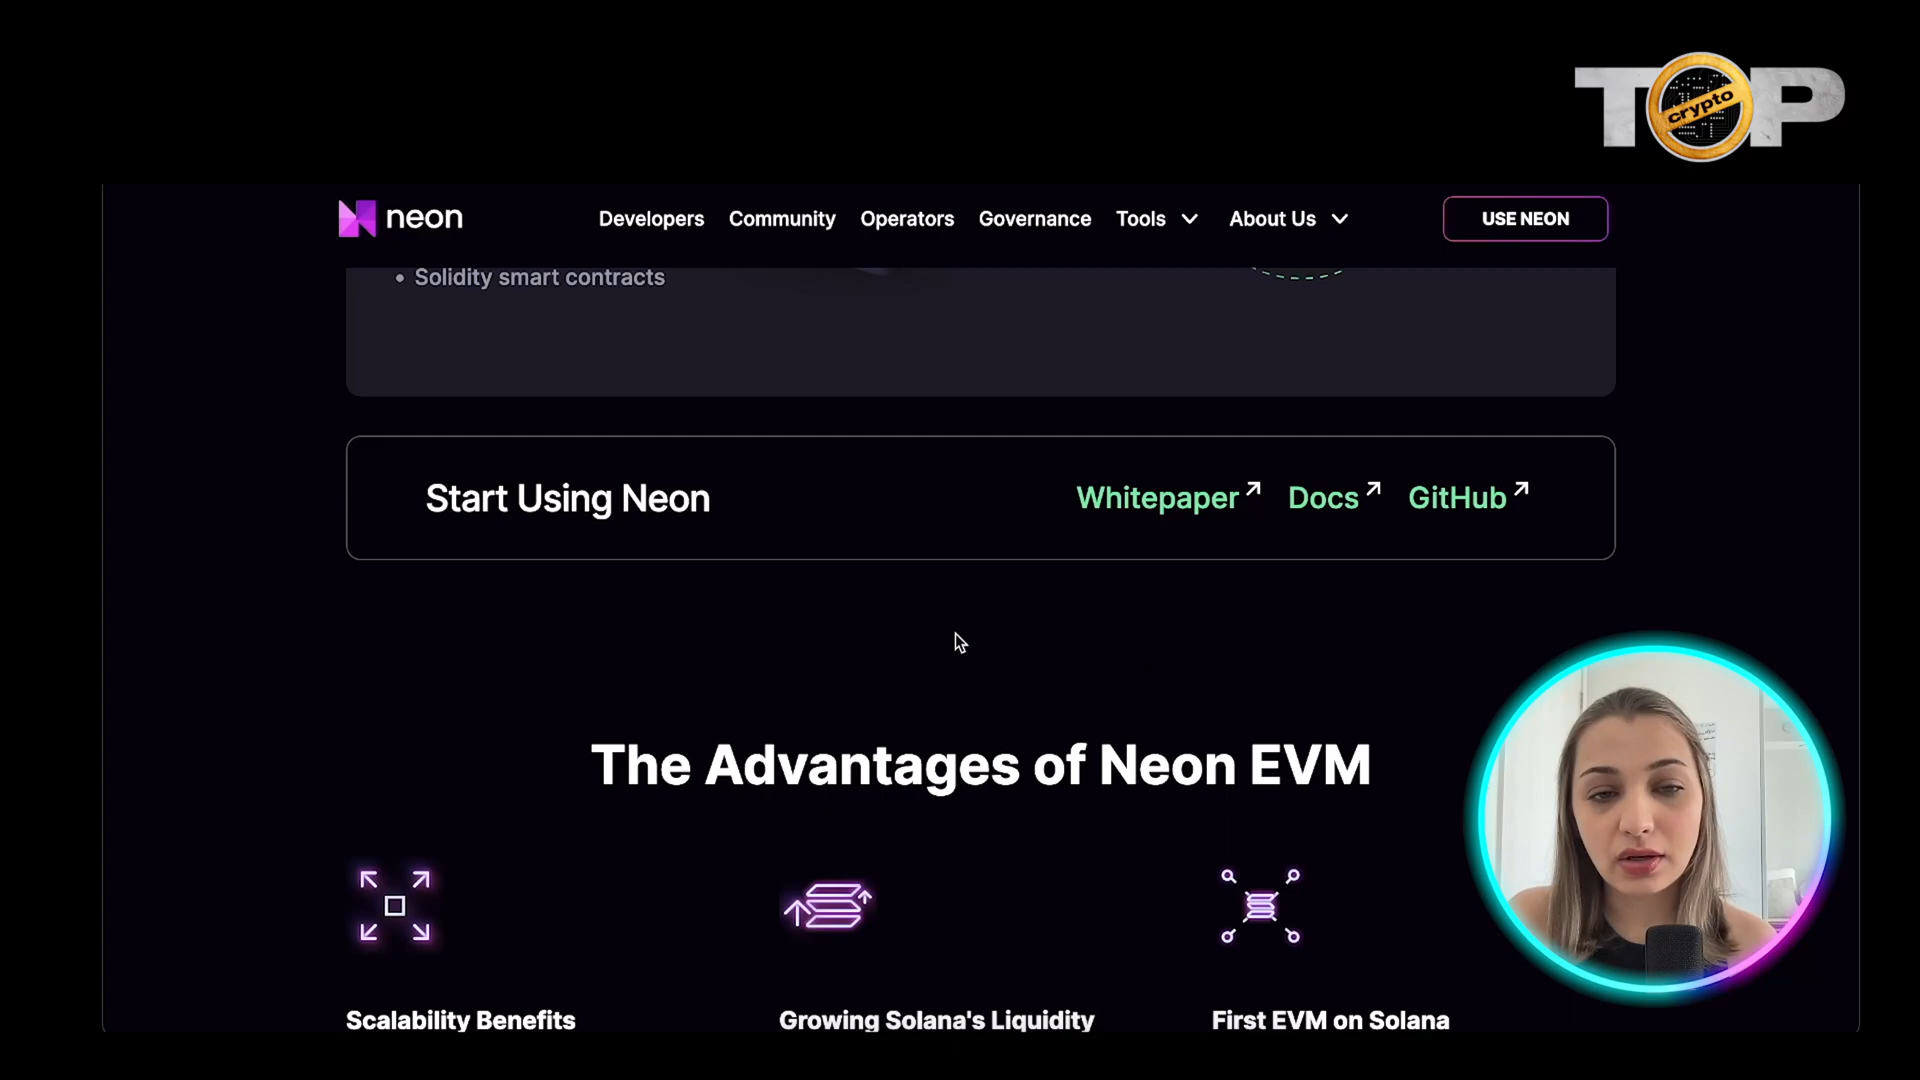 TOP
crypto
neon
Developers Community Operators Governance Tools About Us USE NEON
• Solidity smart contracts
Start Using Neon
Whitepaper↗ Docs↗ GitHub↗
The Advantages of Neon EVM
Scalability Benefits
Growing Solana's Liquidity
First EVM on Solana